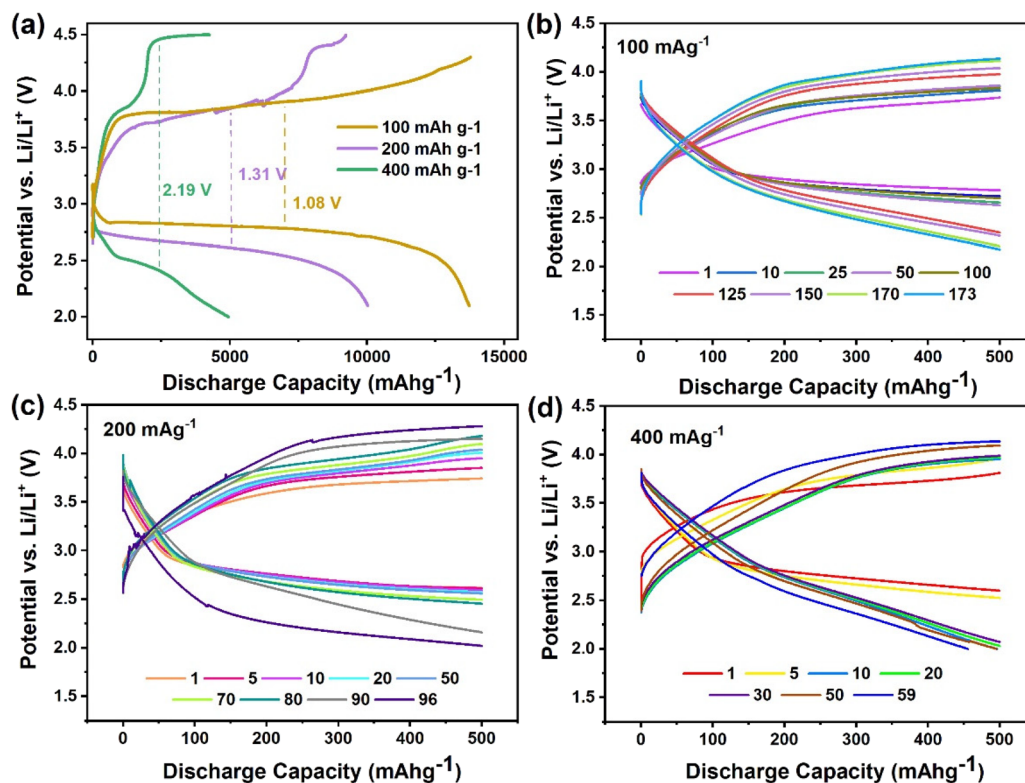 (a)
Potential vs. Li/Li⁺ (V)
4.5
4.0
3.5
3.0
2.5
2.0
100 mAh g-1
200 mAh g-1
400 mAh g-1
2.19 V
1.31 V
1.08 V
0 5000 10000 15000
Discharge Capacity (mAhg⁻¹)
(b)
100 mAg⁻¹
Potential vs. Li/Li⁺ (V)
4.5
4.0
3.5
3.0
2.5
2.0
1.5
1 10 25 50 100
125 150 170 173
0 100 200 300 400 500
Discharge Capacity (mAhg⁻¹)
(c)
200 mAg⁻¹
Potential vs. Li/Li⁺ (V)
4.5
4.0
3.5
3.0
2.5
2.0
1.5
1 5 10 20 50
70 80 90 96
0 100 200 300 400 500
Discharge Capacity (mAhg⁻¹)
(d)
400 mAg⁻¹
Potential vs. Li/Li⁺ (V)
4.5
4.0
3.5
3.0
2.5
2.0
1.5
1 5 10 20
30 50 59
0 100 200 300 400 500
Discharge Capacity (mAhg⁻¹)